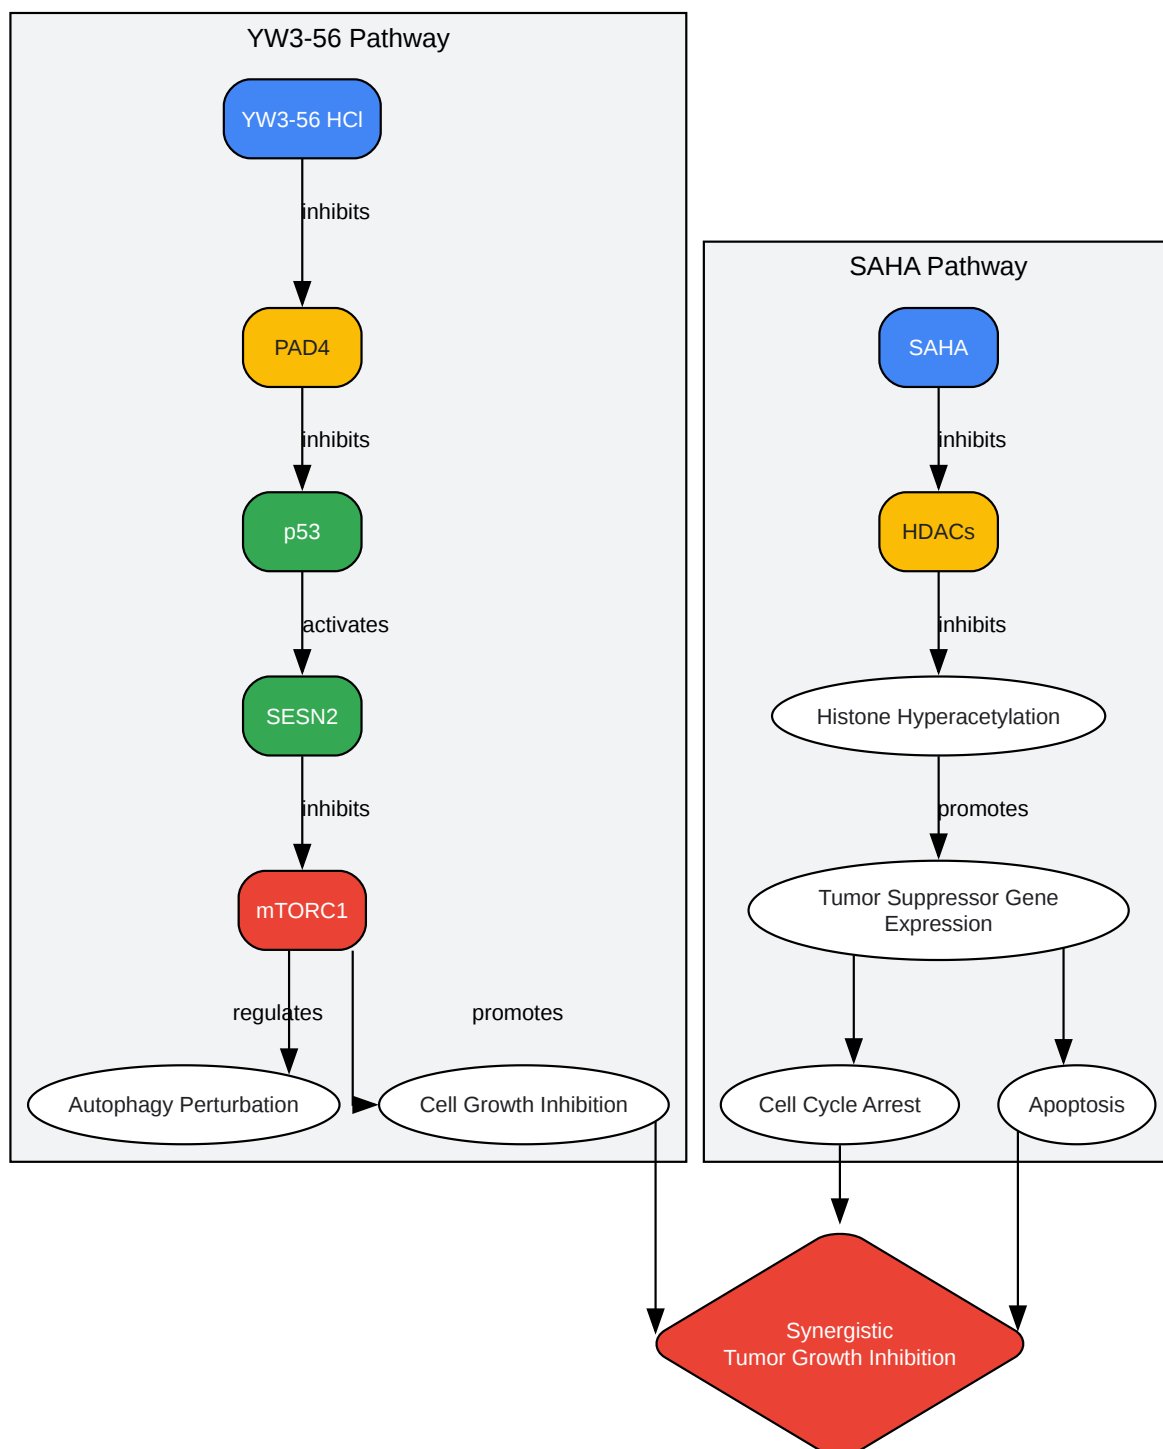 YW3-56 Pathway
YW3-56 HCl
inhibits
PAD4
inhibits
p53
activates
SESN2
inhibits
mTORC1
regulates
promotes
Autophagy Perturbation
Cell Growth Inhibition
SAHA Pathway
SAHA
inhibits
HDACs
inhibits
Histone Hyperacetylation
promotes
Tumor Suppressor Gene
Expression
Cell Cycle Arrest
Apoptosis
Synergistic
Tumor Growth Inhibition